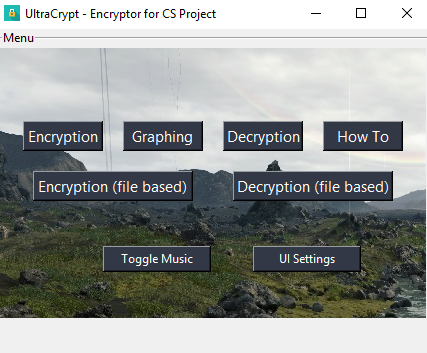 UltraCrypt - Encryptor for CS Project
Menu
Encryption Graphing Decryption How To
Encryption (file based) Decryption (file based)
Toggle Music UI Settings